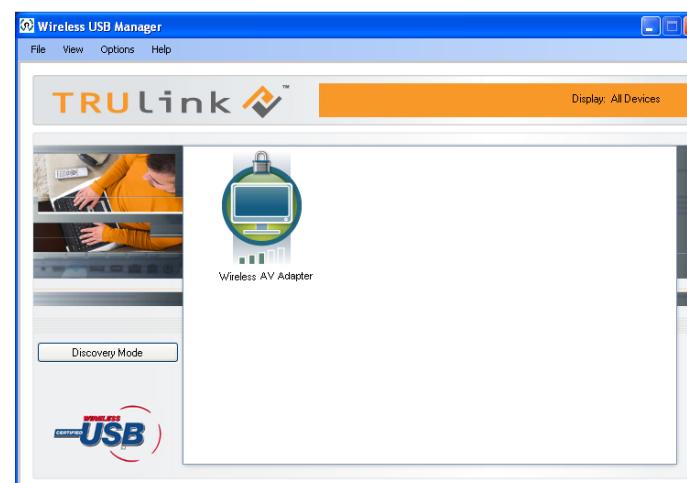 Wireless USB Manager
File View Options Help
TRULink ™
Display: All Devices
Wireless AV Adapter
Discovery Mode
WIRELESS
CERTIFIED
USB